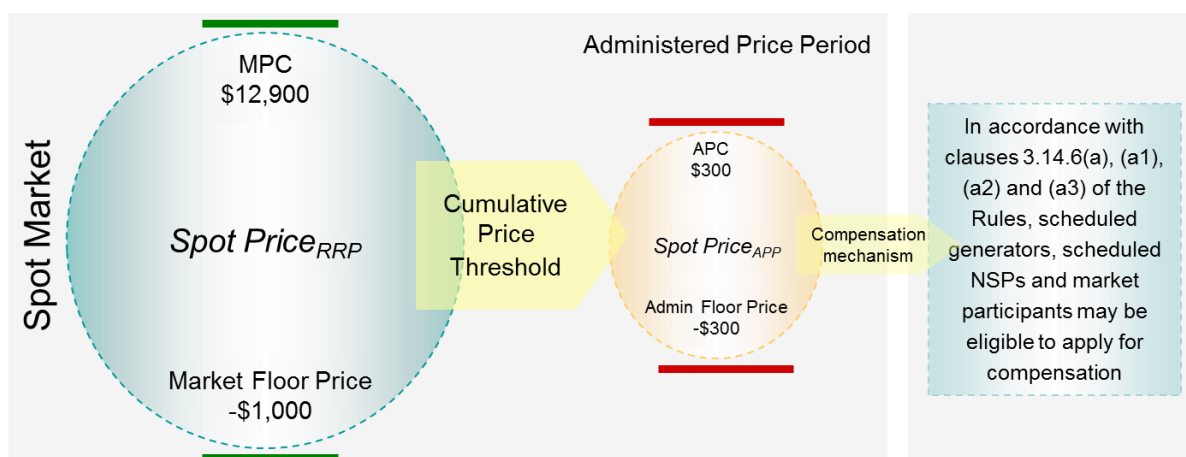 Spot Market
MPC
$12,900
Spot PriceRRP
Market Floor Price
-$1,000
Cumulative
Price
Threshold
Administered Price Period
APC
$300
Spot PriceAPP
Admin Floor Price
-$300
Compensation
mechanism
In accordance with
clauses 3.14.6(a), (a1),
(a2) and (a3) of the
Rules, scheduled
generators, scheduled
NSPs and market
participants may be
eligible to apply for
compensation